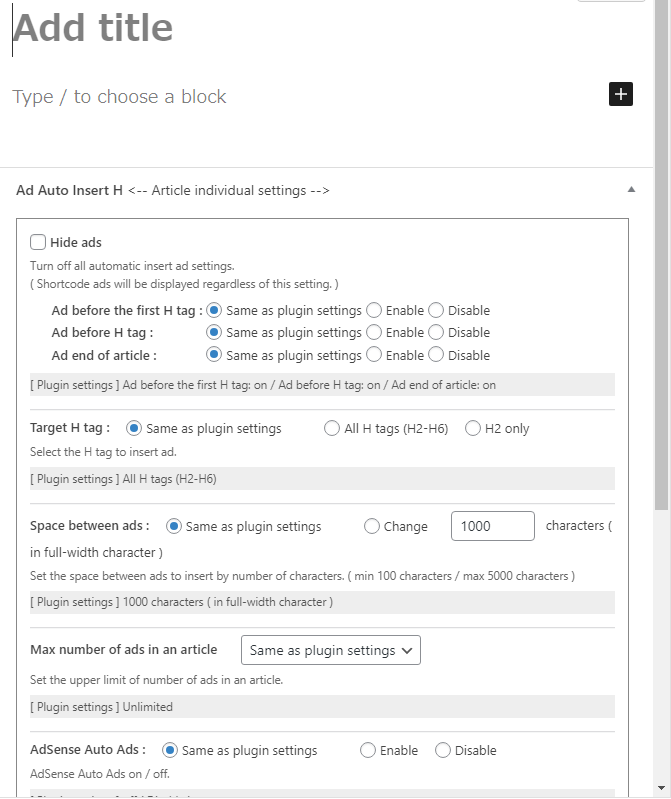 Add title
Type / to choose a block
Ad Auto Insert H <-- Article individual settings -->
Hide ads
Turn off all automatic insert ad settings.
( Shortcode ads will be displayed regardless of this setting. )
Ad before the first H tag : Same as plugin settings Enable Disable
Ad before H tag : Same as plugin settings Enable Disable
Ad end of article : Same as plugin settings Enable Disable
[ Plugin settings ] Ad before the first H tag: on / Ad before H tag: on / Ad end of article: on
Target H tag : Same as plugin settings All H tags (H2-H6) H2 only
Select the H tag to insert ad.
[ Plugin settings ] All H tags (H2-H6)
Space between ads : Same as plugin settings Change 1000 characters (
in full-width character )
Set the space between ads to insert by number of characters. ( min 100 characters / max 5000 characters )
[ Plugin settings ] 1000 characters ( in full-width character )
Max number of ads in an article Same as plugin settings
Set the upper limit of number of ads in an article.
[ Plugin settings ] Unlimited
AdSense Auto Ads : Same as plugin settings Enable Disable
AdSense Auto Ads on / off.